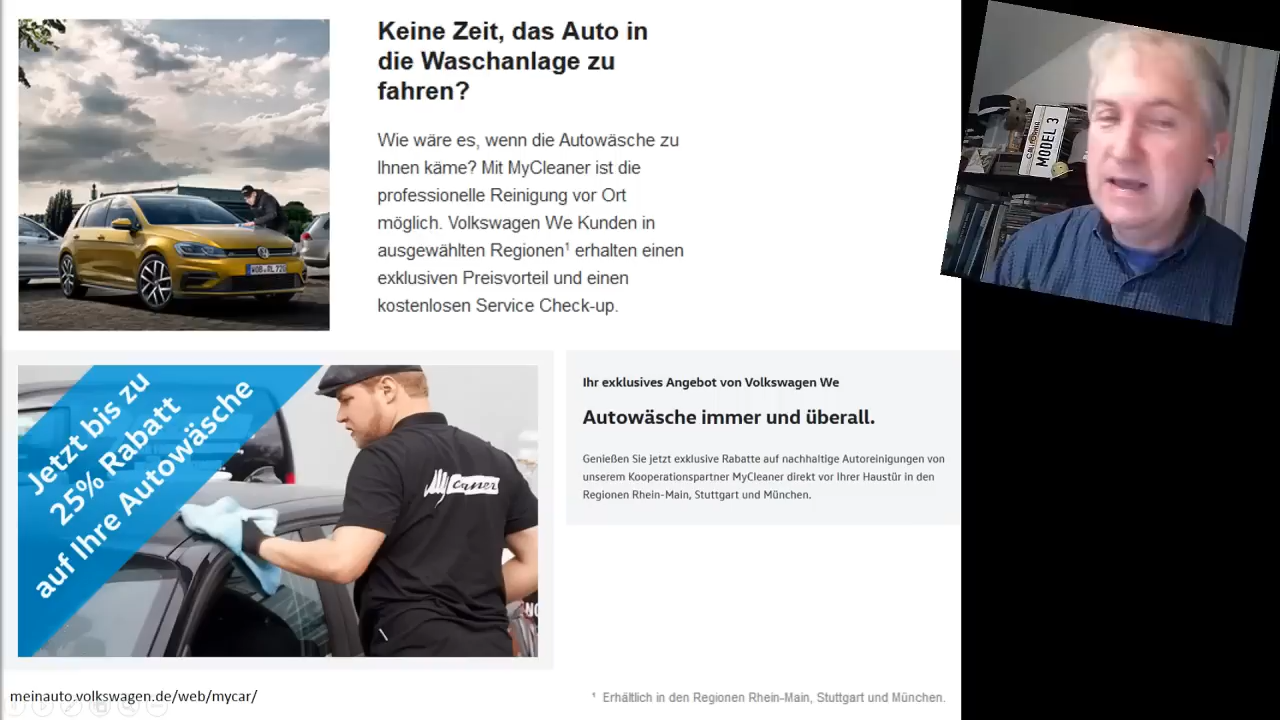 Keine Zeit, das Auto in
die Waschanlage zu
fahren?
Wie wäre es, wenn die Autowäsche zu
Ihnen käme? Mit MyCleaner ist die
professionelle Reinigung vor Ort
möglich. Volkswagen We Kunden in
ausgewählten Regionen¹ erhalten einen
exklusiven Preisvorteil und einen
kostenlosen Service Check-up.
MODEL 3
Jetzt bis zu
25% Rabatt
auf Ihre Autowäsche
My
Ihr exklusives Angebot von Volkswagen We
Autowäsche immer und überall.
Genießen Sie jetzt exklusive Rabatte auf nachhaltige Autoreinigungen von
unserem Kooperationspartner MyCleaner direkt vor Ihrer Haustür in den
Regionen Rhein-Main, Stuttgart und München.
meinauto.volkswagen.de/web/mycar/
¹ Erhältlich in den Regionen Rhein-Main, Stuttgart und München.